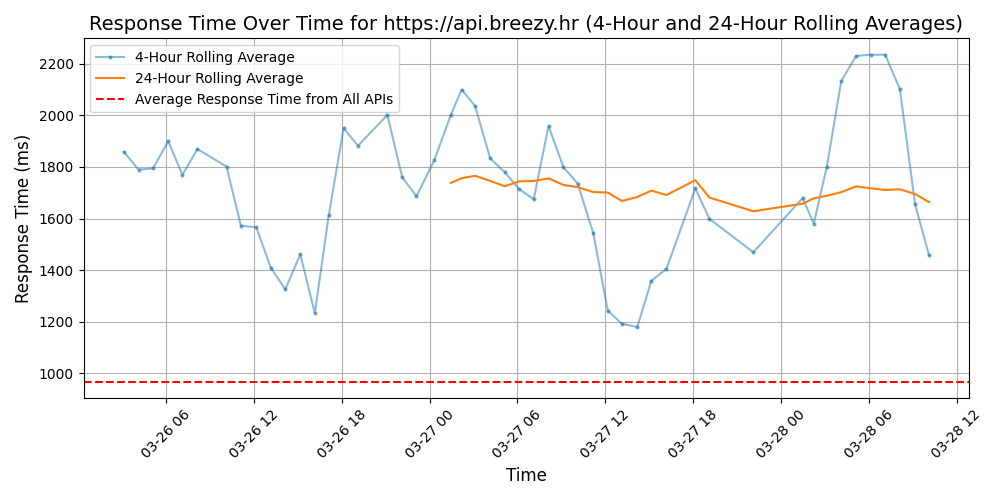 Response Time Over Time for https://api.breezy.hr (4-Hour and 24-Hour Rolling Averages)
4-Hour Rolling Average
24-Hour Rolling Average
Average Response Time from All APIs
Response Time (ms)
2200
2000
1800
1600
1400
1200
1000
03-26 06
03-26 12
03-26 18
03-27 00
03-27 06
03-27 12
03-27 18
03-28 00
03-28 06
03-28 12
Time